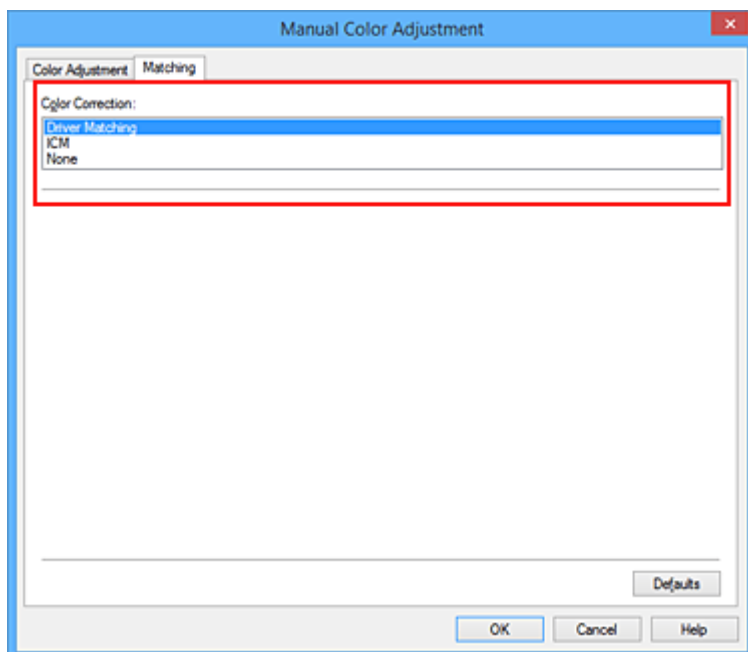 Manual Color Adjustment
Color Adjustment Matching
Color Correction:
Driver Matching
ICM
None
Defaults
OK Cancel Help